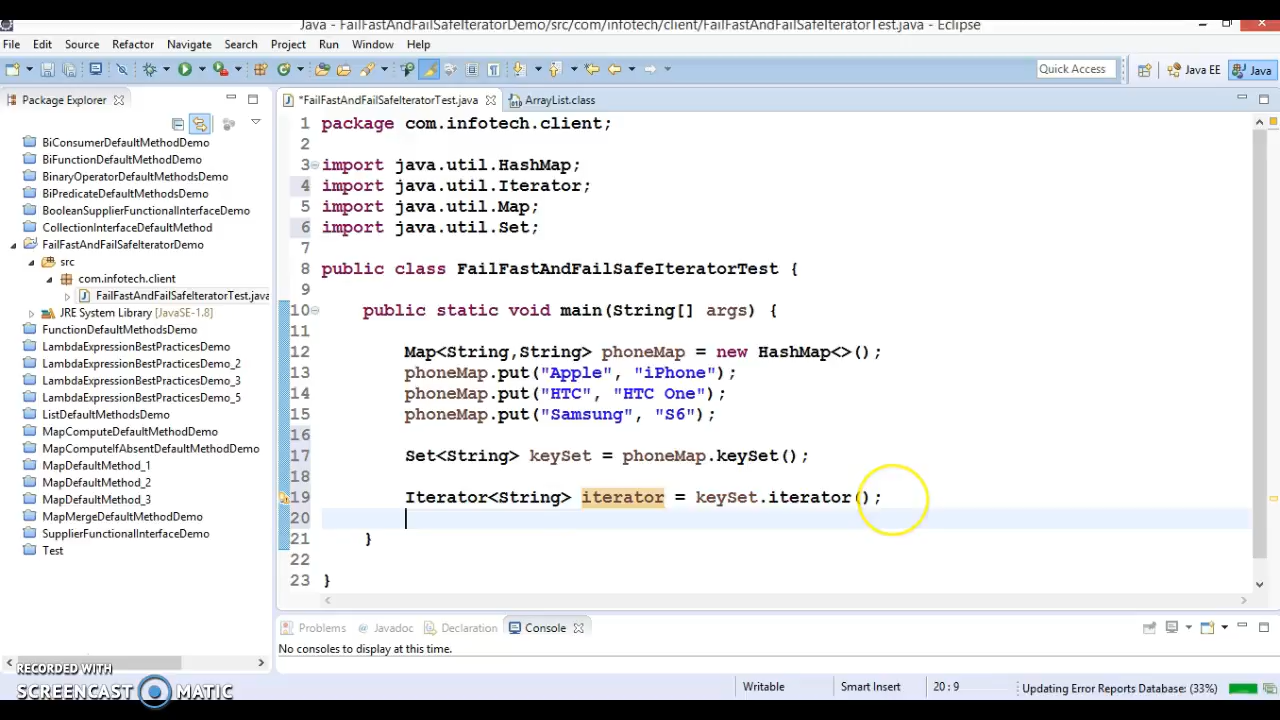 Java - FailFastAndFailSafeIteratorDemo/src/com/infotech/client/FailFastAndFailSafeIteratorTest.java - Eclipse
File Edit Source Refactor Navigate Search Project Run Window Help
Quick Access Java EE Java
Package Explorer
*FailFastAndFailSafeIteratorTest.java ArrayList.class
BiConsumerDefaultMethodDemo
BiFunctionDefaultMethodDemo
BinaryOperatorDefaultMethodsDemo
BiPredicateDefaultMethodsDemo
BooleanSupplierFunctionalInterfaceDemo
CollectionInterfaceDefaultMethod
FailFastAndFailSafeIteratorDemo
src
com.infotech.client
FailFastAndFailSafeIteratorTest.java
JRE System Library [JavaSE-1.8]
FunctionDefaultMethodsDemo
LambdaExpressionBestPracticesDemo
LambdaExpressionBestPracticesDemo_2
LambdaExpressionBestPracticesDemo_3
LambdaExpressionBestPracticesDemo_5
ListDefaultMethodsDemo
MapComputeDefaultMethodDemo
MapComputeIfAbsentDefaultMethodDemo
MapDefaultMethod_1
MapDefaultMethod_2
MapDefaultMethod_3
MapMergeDefaultMethodDemo
SupplierFunctionalInterfaceDemo
Test
1 package com.infotech.client;
2
3 import java.util.HashMap;
4 import java.util.Iterator;
5 import java.util.Map;
6 import java.util.Set;
7
8 public class FailFastAndFailSafeIteratorTest {
9
10 public static void main(String[] args) {
11
12 Map<String,String> phoneMap = new HashMap<>();
13 phoneMap.put("Apple", "iPhone");
14 phoneMap.put("HTC", "HTC One");
15 phoneMap.put("Samsung", "S6");
16
17 Set<String> keySet = phoneMap.keySet();
18
19 Iterator<String> iterator = keySet.iterator();
20
21 }
22
23 }
Problems Javadoc Declaration Console
No consoles to display at this time.
Writable Smart Insert 20 : 9 Updating Error Reports Database: (33%)
RECORDED WITH
SCREENCAST MATIC